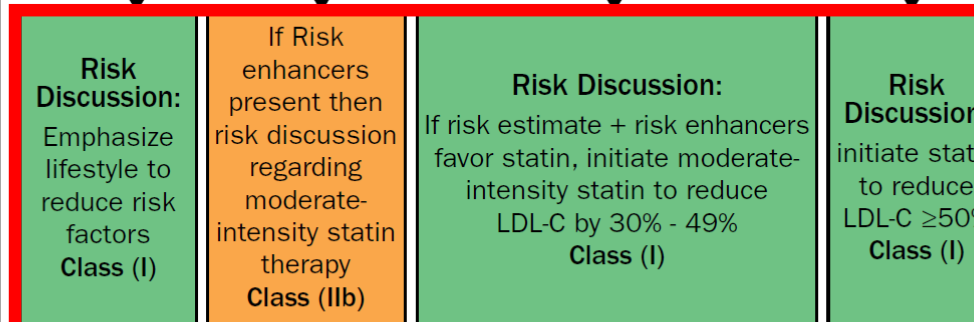 Risk
Discussion:
Emphasize
lifestyle to
reduce risk
factors
Class (I)
If Risk
enhancers
present then
risk discussion
regarding
moderate-
intensity statin
therapy
Class (IIb)
Risk Discussion:
If risk estimate + risk enhancers
favor statin, initiate moderate-
intensity statin to reduce
LDL-C by 30% - 49%
Class (I)
Risk
initiate
to reduce
LDL-C ≥50%
Class (I)